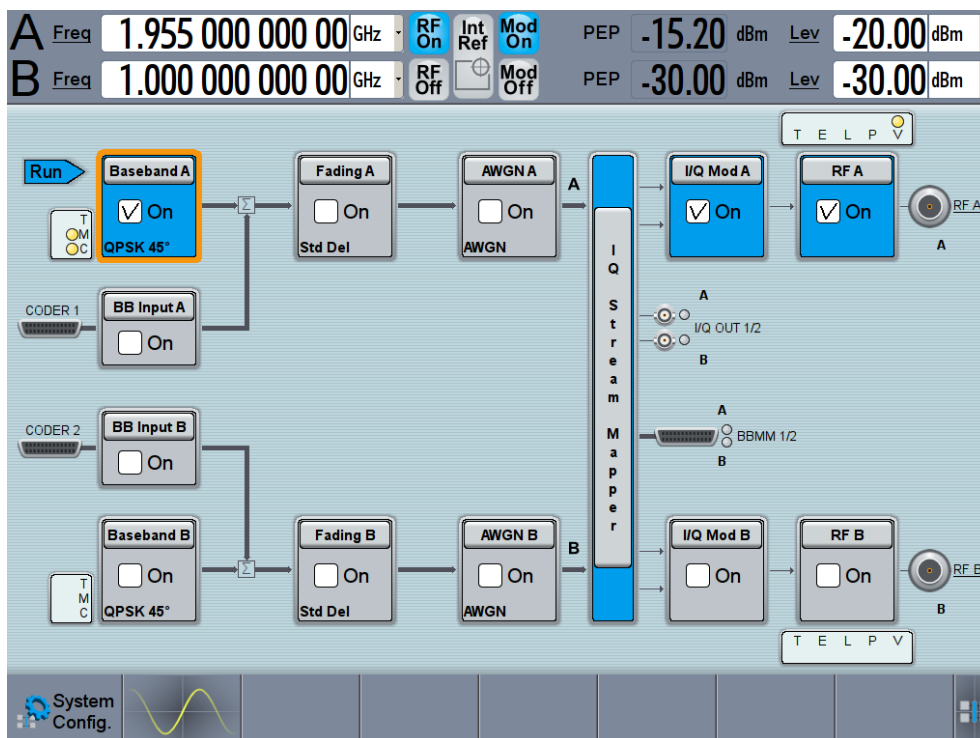 A Freq 1.955 000 000 00 GHz RF On Int Ref Mod On PEP -15.20 dBm Lev -20.00 dBm
B Freq 1.000 000 000 00 GHz RF Off Mod Off PEP -30.00 dBm Lev -30.00 dBm
T E L P V
Run
Baseband A
On
QPSK 45°
T
M
C
Fading A
On
Std Del
AWGN A
On
AWGN
A
I/Q Mod A
On
RF A
On
RF A
A
Σ
CODER 1
BB Input A
On
IQ Stream Mapper
A
I/Q OUT 1/2
B
CODER 2
BB Input B
On
A
BBMM 1/2
B
Baseband B
On
QPSK 45°
T
M
C
Σ
Fading B
On
Std Del
AWGN B
On
AWGN
B
I/Q Mod B
On
RF B
On
RF B
B
T E L P V
System
Config.